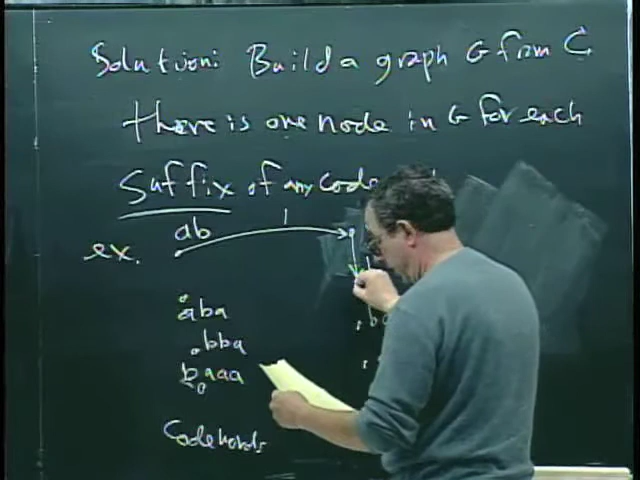 Solution: Build a graph G from C
There is one node in G for each
Suffix of any code
ab 1
ex.
aba
bba
baaa
Codewords